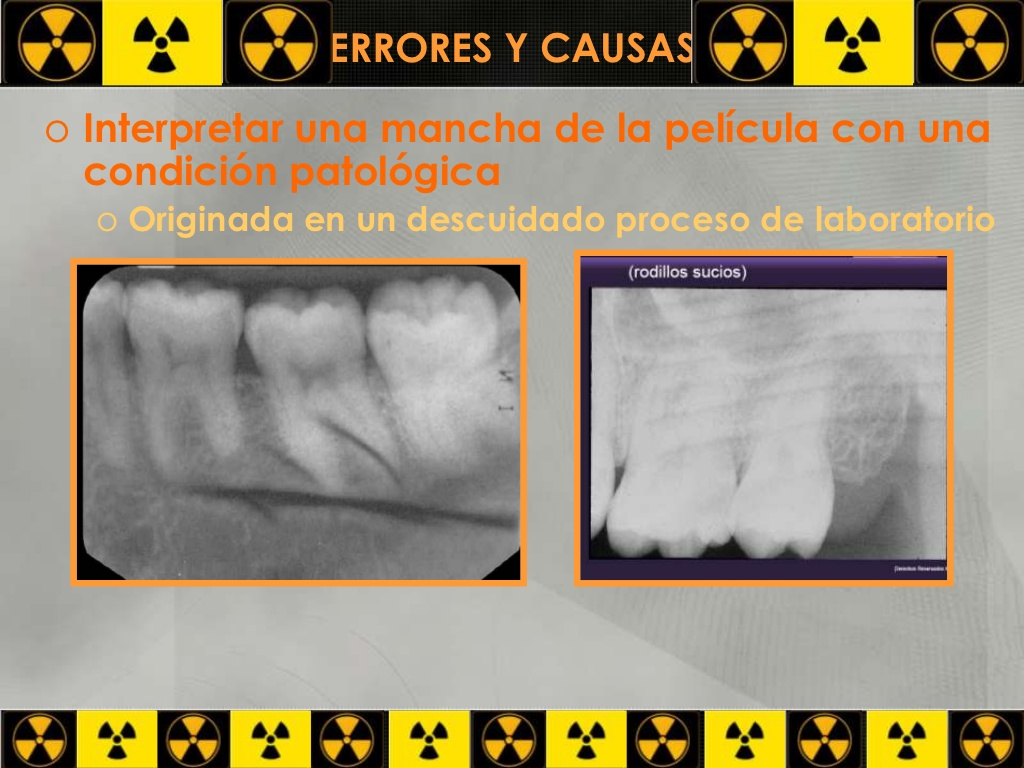 ERRORES Y CAUSAS
Interpretar una mancha de la película con una
condición patológica
Originada en un descuidado proceso de laboratorio
(rodillos sucios)